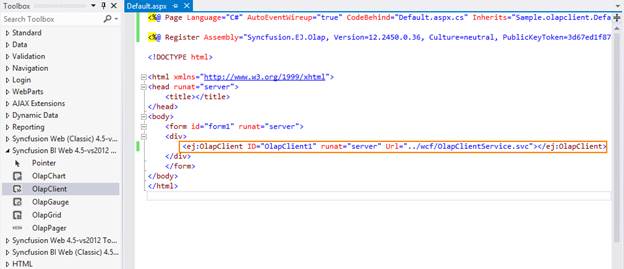 Toolbox
Search Toolbox
Standard
Data
Validation
Navigation
Login
WebParts
AJAX Extensions
Dynamic Data
Reporting
Syncfusion Web (Classic) 4.5-vs2012 ...
Syncfusion BI Web 4.5-vs2012 ...
Pointer
OlapChart
OlapClient
OlapGauge
OlapGrid
OlapPager
Syncfusion Web 4.5-vs2012 To...
Syncfusion BI Web (Classic) 4.5-v...
HTML
Default.aspx
<%@ Page Language="C#" AutoEventWireup="true" CodeBehind="Default.aspx.cs" Inherits="Sample.olapclient.Defa
<%@ Register Assembly="Syncfusion.EJ.Olap, Version=12.2450.0.36, Culture=neutral, PublicKeyToken=3d67ed1f87
<!DOCTYPE html>
<html xmlns="http://www.w3.org/1999/xhtml">
<head runat="server">
<title></title>
</head>
<body>
<form id="form1" runat="server">
<div>
<ej:OlapClient ID="OlapClient1" runat="server" Url="../wcf/OlapClientService.svc"></ej:OlapClient>
</div>
</form>
</body>
</html>